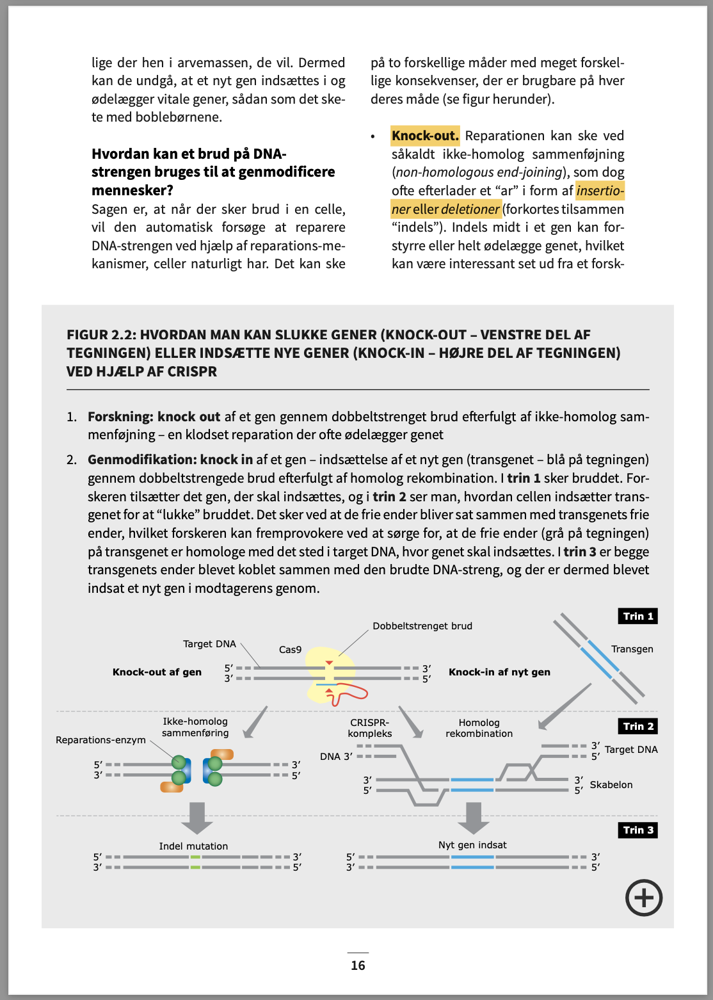 lige der hen i arvemassen, de vil. Dermed
kan de undgå, at et nyt gen indsættes i og
ødelægger vitale gener, sådan som det ske-
te med boblebørnene.
Hvordan kan et brud på DNA-
strengen bruges til at genmodificere
mennesker?
Sagen er, at når der sker brud i en celle,
vil den automatisk forsøge at reparere
DNA-strengen ved hjælp af reparations-me-
kanismer, celler naturligt har. Det kan ske
på to forskellige måder med meget forskel-
lige konsekvenser, der er brugbare på hver
deres måde (se figur herunder).
• Knock-out. Reparationen kan ske ved
såkaldt ikke-homolog sammenføjning
(non-homologous end-joining), som dog
ofte efterlader et “ar” i form af insertio-
ner eller deletioner (forkortes tilsammen
“indels”). Indels midt i et gen kan for-
styrre eller helt ødelægge genet, hvilket
kan være interessant set ud fra et forsk-
FIGUR 2.2: HVORDAN MAN KAN SLUKKE GENER (KNOCK-OUT – VENSTRE DEL AF
TEGNINGEN) ELLER INDSÆTTE NYE GENER (KNOCK-IN – HØJRE DEL AF TEGNINGEN)
VED HJÆLP AF CRISPR
1. Forskning: knock out af et gen gennem dobbeltstrenget brud efterfulgt af ikke-homolog sam-
menføjning – en klodset reparation der ofte ødelægger genet
2. Genmodifikation: knock in af et gen – indsættelse af et nyt gen (transgenet – blå på tegningen)
gennem dobbeltstrengede brud efterfulgt af homolog rekombination. I trin 1 sker bruddet. For-
skeren tilsætter det gen, der skal indsættes, og i trin 2 ser man, hvordan cellen indsætter trans-
genet for at “lukke” bruddet. Det sker ved at de frie ender bliver sat sammen med transgenets frie
ender, hvilket forskeren kan fremprovokere ved at sørge for, at de frie ender (grå på tegningen)
på transgenet er homologe med det sted i target DNA, hvor genet skal indsættes. I trin 3 er begge
transgenets ender blevet koblet sammen med den brudte DNA-streng, og der er dermed blevet
indsat et nyt gen i modtagerens genom.
Trin 1
Dobbeltstrenget brud
Target DNA
Cas9
Transgen
Knock-out af gen
5′ 3′
3′ 5′
Knock-in af nyt gen
Ikke-homolog
sammenføring
CRISPR-
kompleks
Homolog
rekombination
Trin 2
Reparations-enzym
3′
Target DNA
DNA 3′ 5′
5′ 3′
3′ 5′
3′ 3′
5′ 5′
Skabelon
Trin 3
Indel mutation
Nyt gen indsat
5′ 3′
3′ 5′
5′ 3′
3′ 5′
16